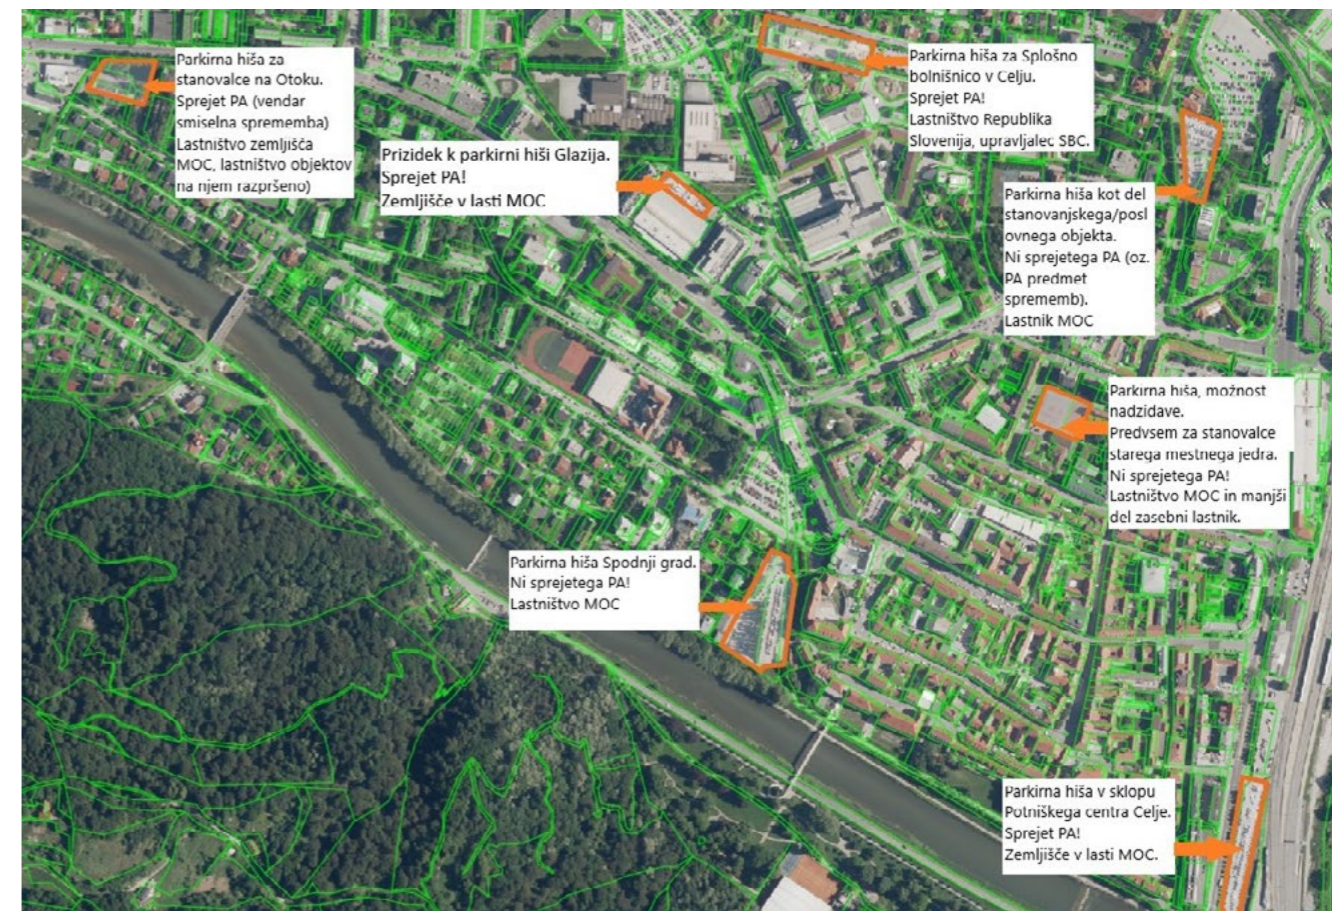 Parkirna hiša za
stanovalce na Otoku.
Sprejet PA (vendar
smiselna sprememba)
Lastništvo zemljišča
MOC, lastništvo objektov
na njem razpršeno)
Prizidek k parkirni hiši Glazija.
Sprejet PA!
Zemljišče v lasti MOC
Parkirna hiša za Splošno
bolnišnico v Celju.
Sprejet PA!
Lastništvo Republika
Slovenija, upravljalec SBC.
Parkirna hiša kot del
stanovanjskega/posl
ovnega objekta.
Ni sprejetega PA (oz.
PA predmet
sprememb).
Lastnik MOC
Parkirna hiša, možnost
nadzidave.
Predvsem za stanovalce
starega mestnega jedra.
Ni sprejetega PA!
Lastništvo MOC in manjši
del zasebni lastnik.
Parkirna hiša Spodnji grad.
Ni sprejetega PA!
Lastništvo MOC
Parkirna hiša v sklopu
Potniškega centra Celje.
Sprejet PA!
Zemljišče v lasti MOC.